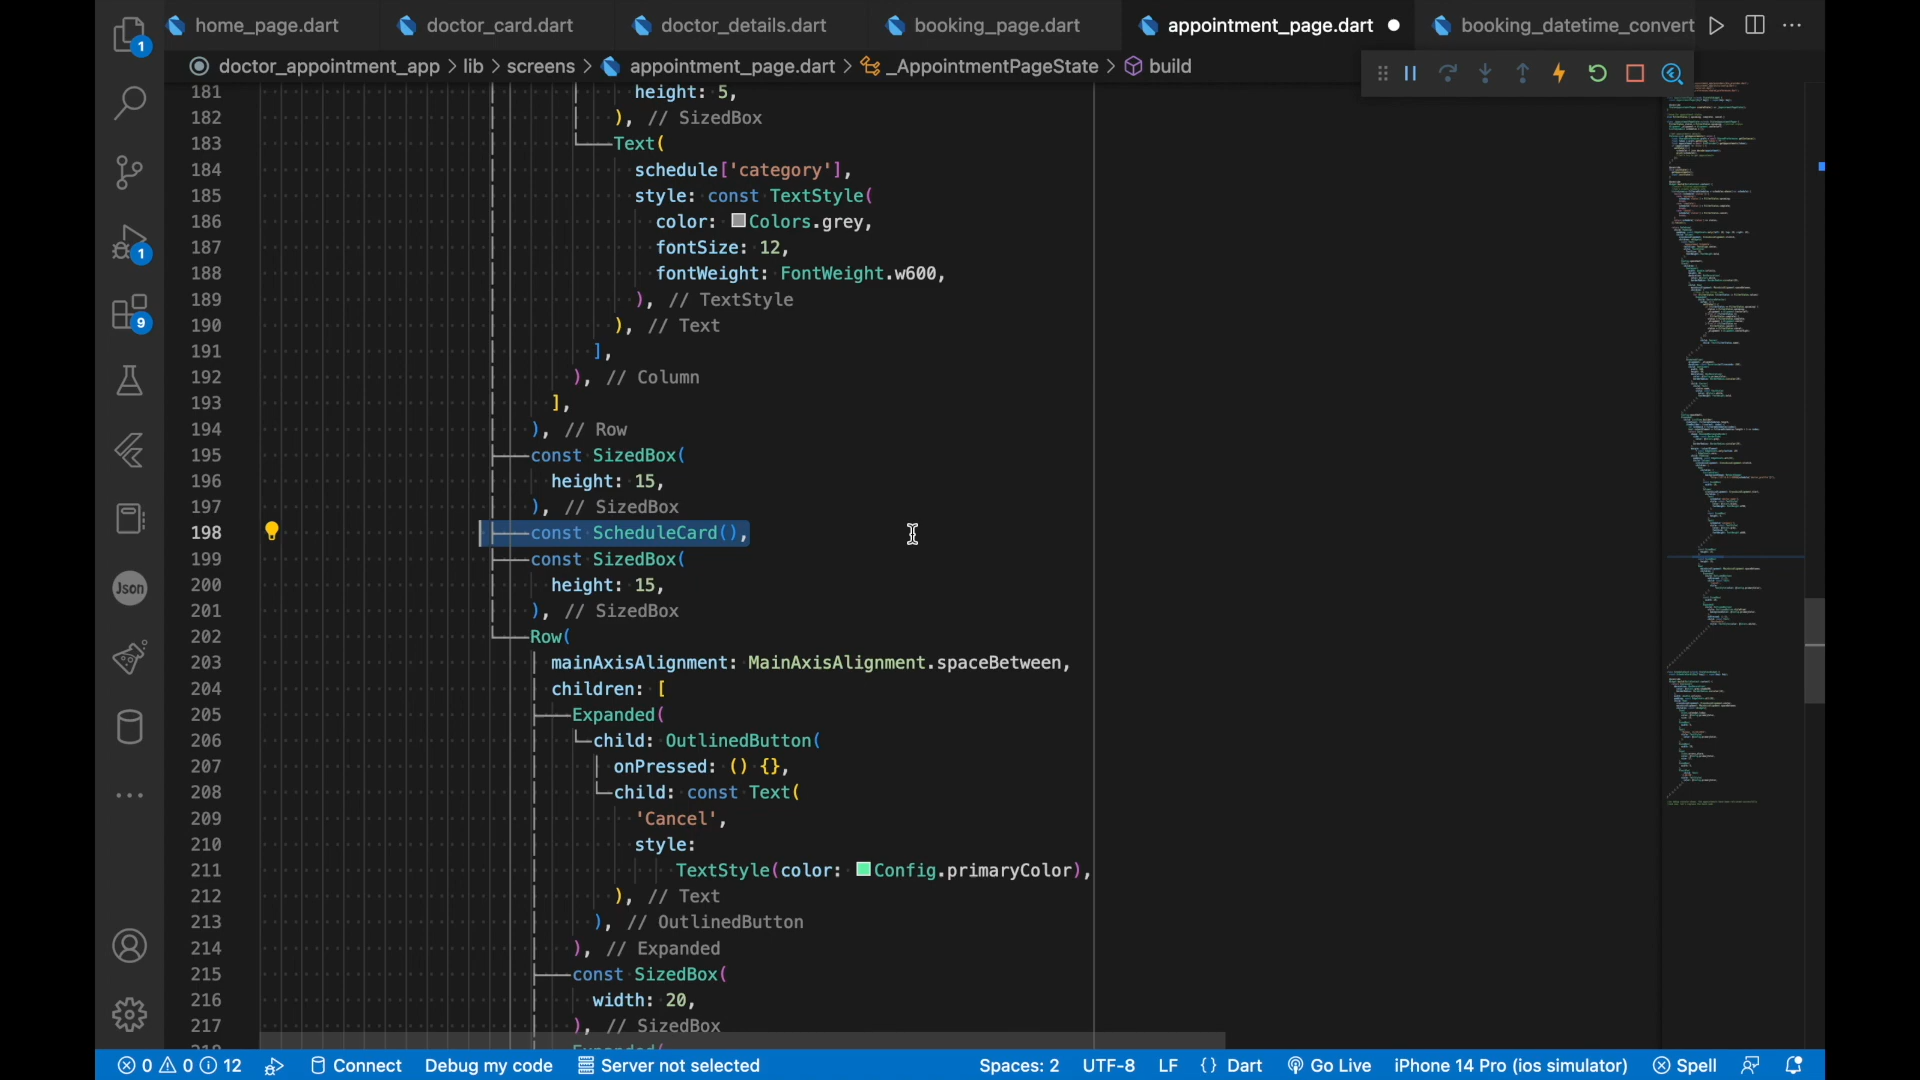 home_page.dart doctor_card.dart doctor_details.dart booking_page.dart appointment_page.dart booking_datetime_convert
doctor_appointment_app > lib > screens > appointment_page.dart > _AppointmentPageState > build
181 height: 5,
182 ), // SizedBox
183 Text(
184 schedule['category'],
185 style: const TextStyle(
186 color: Colors.grey,
187 fontSize: 12,
188 fontWeight: FontWeight.w600,
189 ), // TextStyle
190 ), // Text
191 ],
192 ), // Column
193 ],
194 ), // Row
195 const SizedBox(
196 height: 15,
197 ), // SizedBox
198 const ScheduleCard(),
199 const SizedBox(
200 height: 15,
201 ), // SizedBox
202 Row(
203 mainAxisAlignment: MainAxisAlignment.spaceBetween,
204 children: [
205 Expanded(
206 child: OutlinedButton(
207 onPressed: () {},
208 child: const Text(
209 'Cancel',
210 style:
211 TextStyle(color: Config.primaryColor),
212 ), // Text
213 ), // OutlinedButton
214 ), // Expanded
215 const SizedBox(
216 width: 20,
217 ), // SizedBox
1
1
9
Json
0 0 12 Connect Debug my code Server not selected Spaces: 2 UTF-8 LF {} Dart Go Live iPhone 14 Pro (ios simulator) Spell